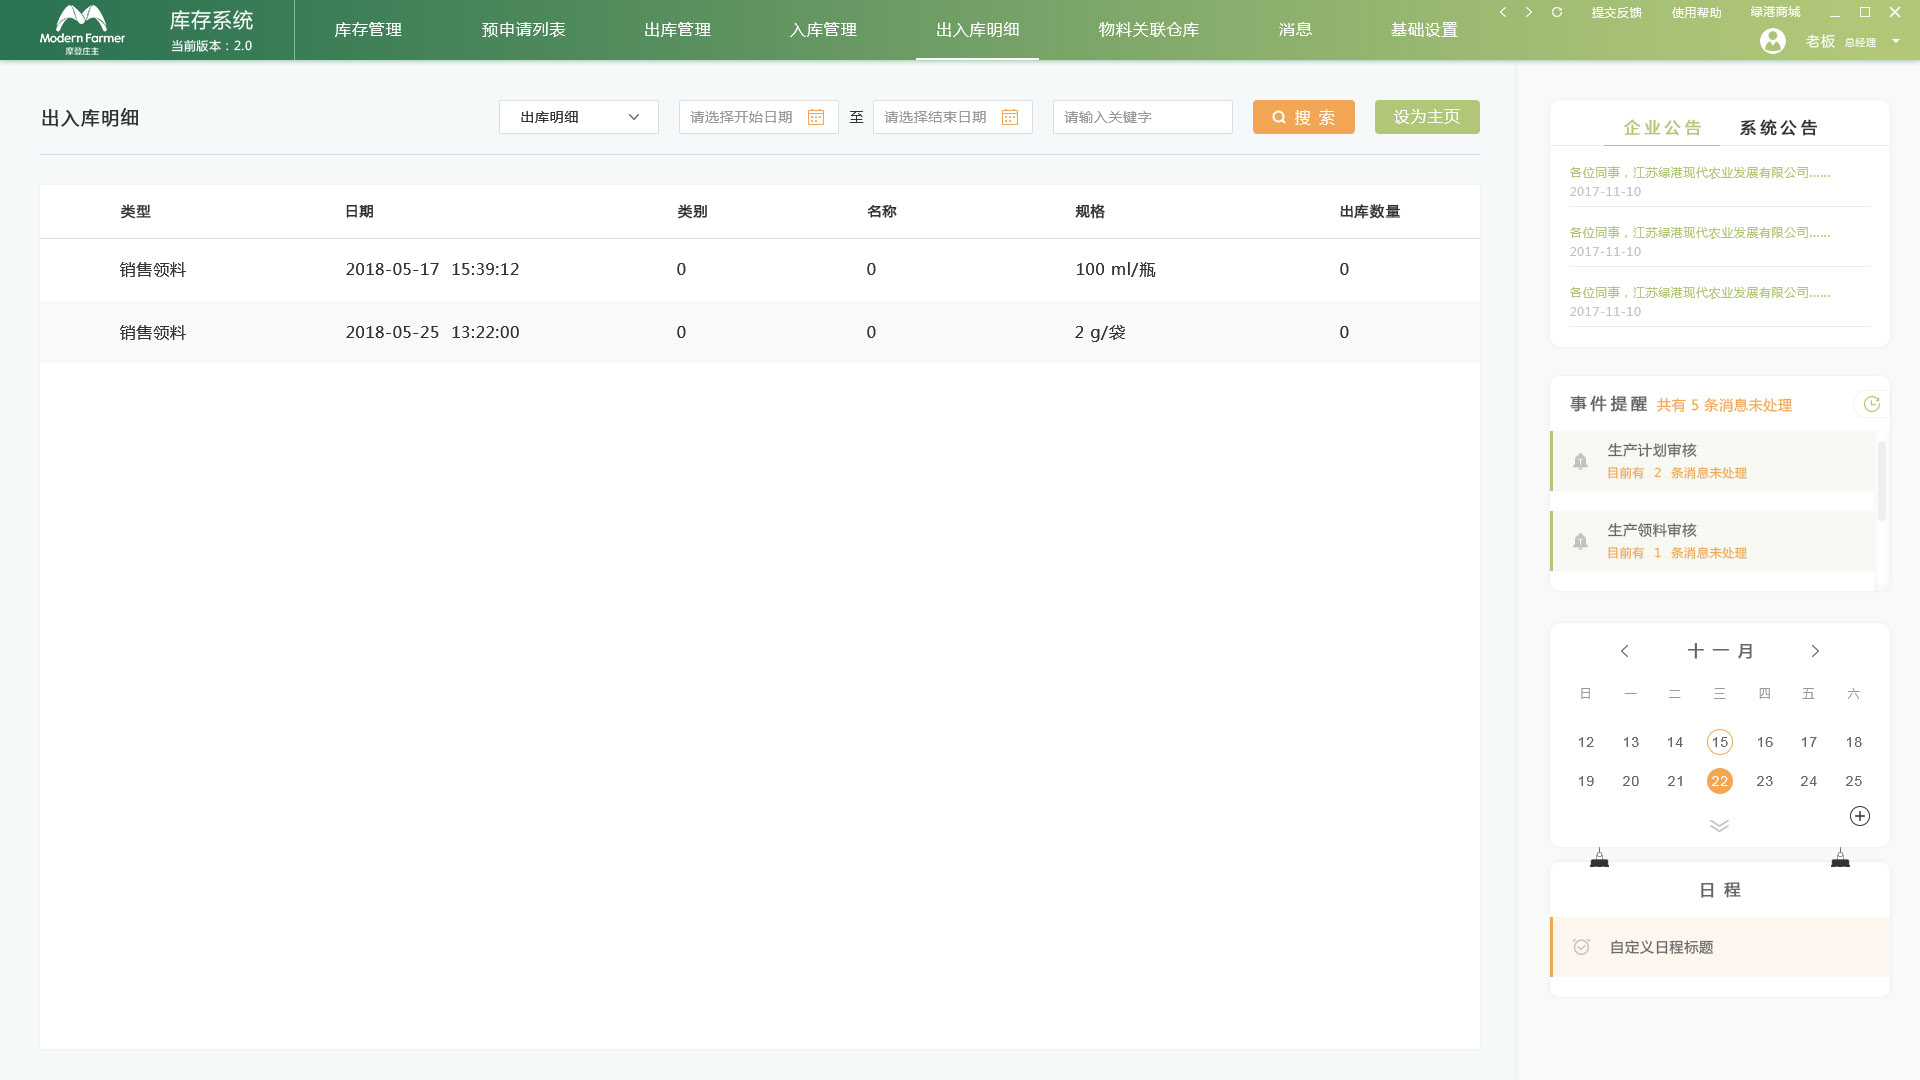 Modern Farmer
摩登庄主
库存系统
当前版本：2.0
库存管理
预申请列表
出库管理
入库管理
出入库明细
物料关联仓库
消息
基础设置
提交反馈
使用帮助
绿港商城
老板 总经理
出入库明细
出库明细
请选择开始日期
至
请选择结束日期
请输入关键字
搜 索
设为主页
类型 日期 类别 名称 规格 出库数量
销售领料 2018-05-17 15:39:12 0 0 100 ml/瓶 0
销售领料 2018-05-25 13:22:00 0 0 2 g/袋 0
企业公告 系统公告
各位同事，江苏绿港现代农业发展有限公司......
2017-11-10
各位同事，江苏绿港现代农业发展有限公司......
2017-11-10
各位同事，江苏绿港现代农业发展有限公司......
2017-11-10
事件提醒 共有 5 条消息未处理
生产计划审核
目前有 2 条消息未处理
生产领料审核
目前有 1 条消息未处理
十一月
日 一 二 三 四 五 六
12 13 14 15 16 17 18
19 20 21 22 23 24 25
日 程
自定义日程标题